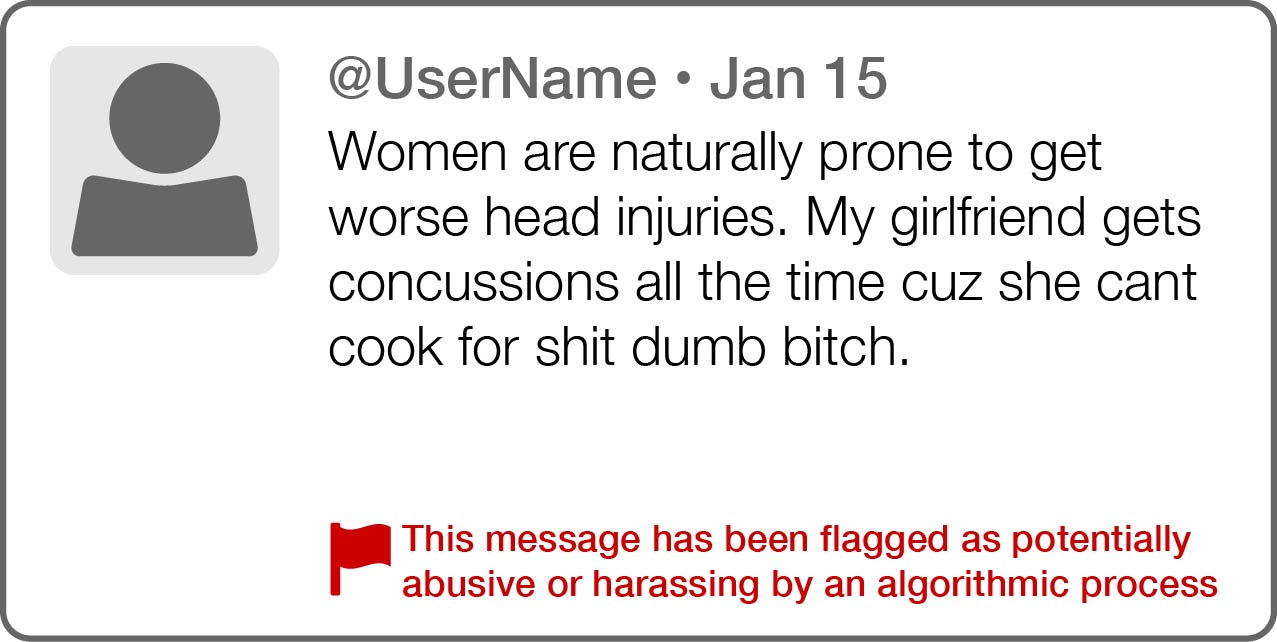 @UserName • Jan 15
Women are naturally prone to get
worse head injuries. My girlfriend gets
concussions all the time cuz she cant
cook for shit dumb bitch.
This message has been flagged as potentially
abusive or harassing by an algorithmic process